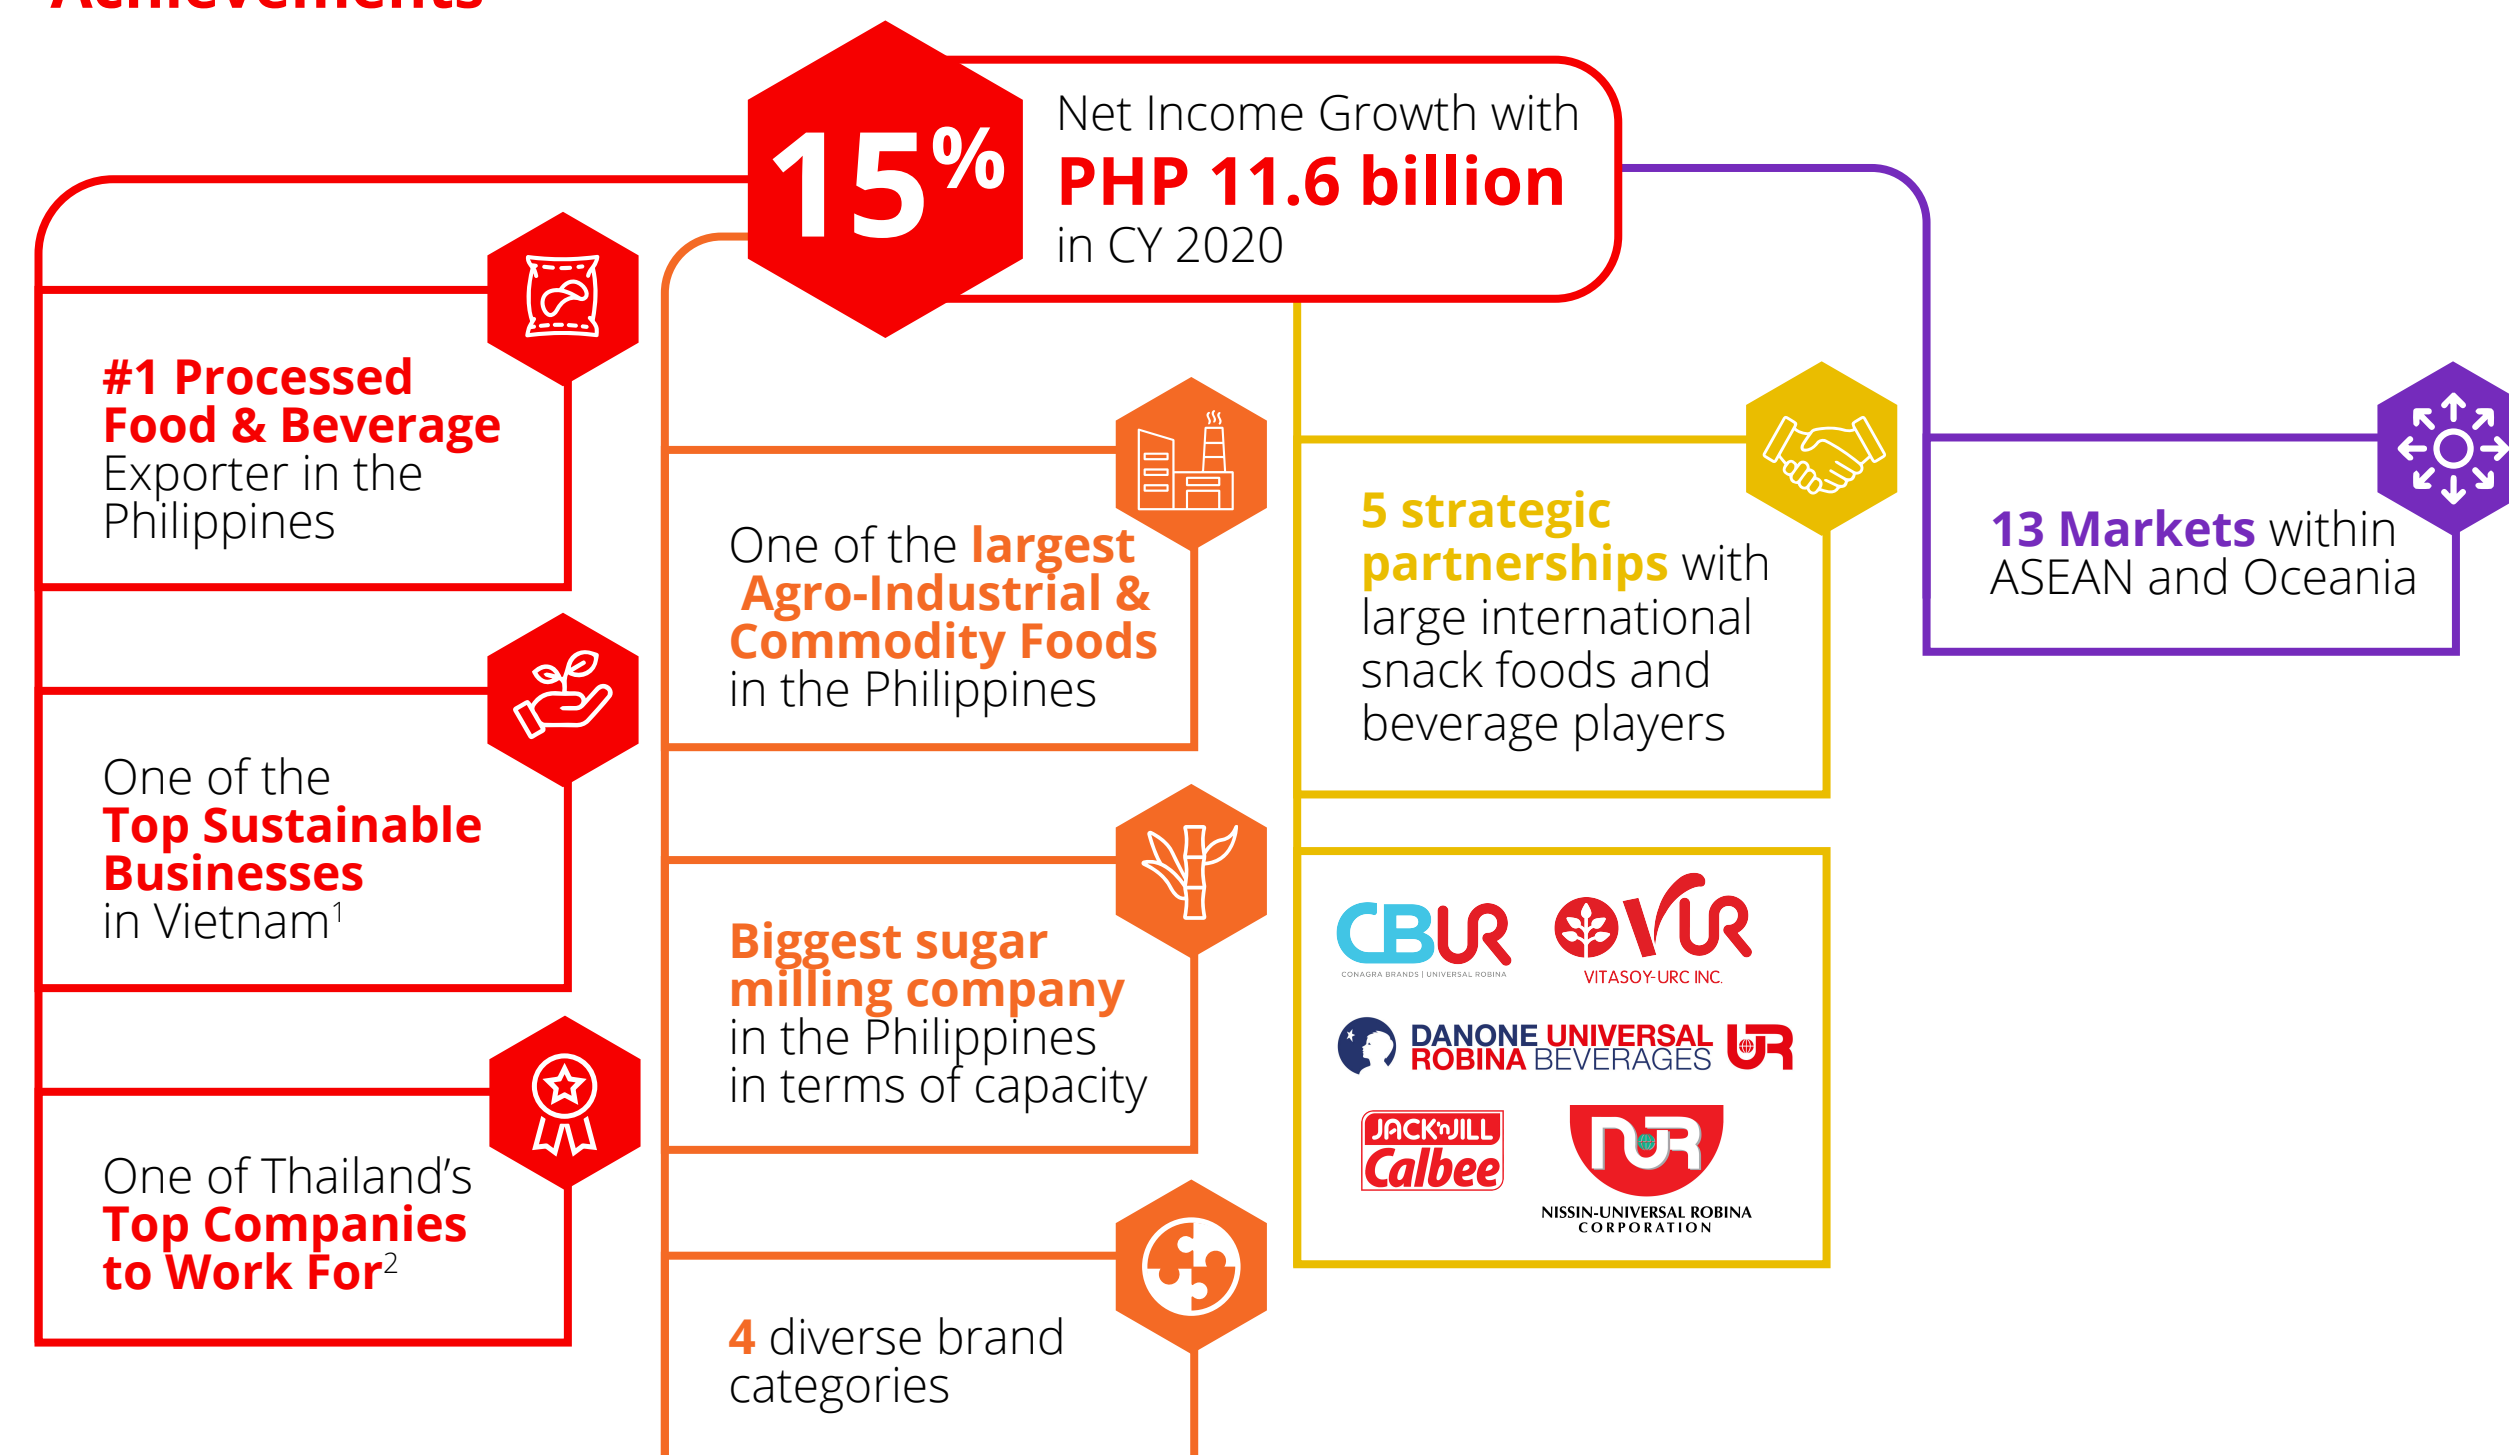 Achievements
15%
Net Income Growth with
PHP 11.6 billion
in CY 2020
#1 Processed
Food & Beverage
Exporter in the
Philippines
One of the
Top Sustainable
Businesses
in Vietnam1
One of Thailand’s
Top Companies
to Work For2
One of the largest
Agro-Industrial &
Commodity Foods
in the Philippines
Biggest sugar
milling company
in the Philippines
in terms of capacity
4 diverse brand
categories
5 strategic
partnerships with
large international
snack foods and
beverage players
CBUR
CONAGRA BRANDS | UNIVERSAL ROBINA
VUR
VITASOY-URC INC.
DANONE UNIVERSAL
ROBINA BEVERAGES
UR
JACK'nJILL
Calbee
NUR
NISSIN-UNIVERSAL ROBINA
CORPORATION
13 Markets within
ASEAN and Oceania